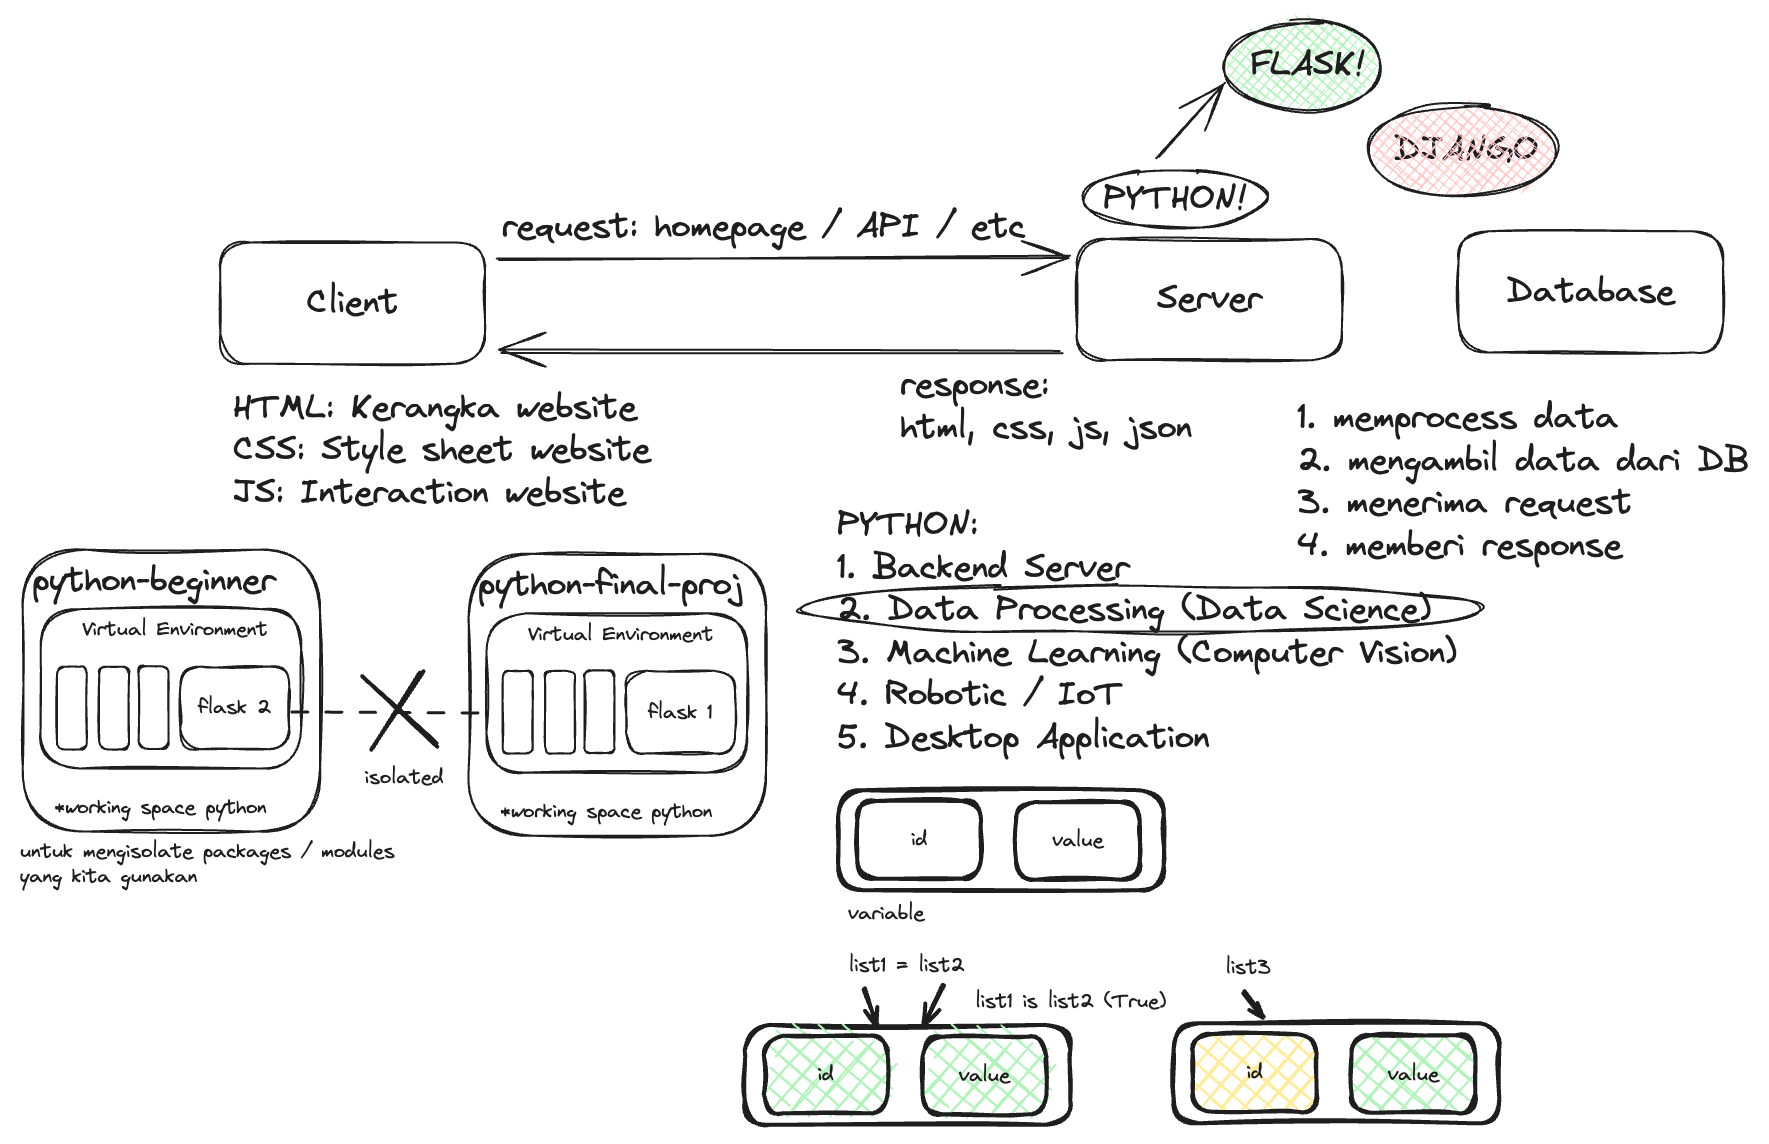 FLASK!
DJANGO
PYTHON!
request: homepage / API / etc
Client
Server
Database
response:
html, css, js, json
HTML: Kerangka website
CSS: Style sheet website
JS: Interaction website
1. memprocess data
2. mengambil data dari DB
3. menerima request
4. memberi response
PYTHON:
1. Backend Server
2. Data Processing (Data Science)
3. Machine Learning (Computer Vision)
4. Robotic / IoT
5. Desktop Application
python-beginner
Virtual Environment
flask 2
*working space python
untuk mengisolate packages / modules
yang kita gunakan
isolated
python-final-proj
Virtual Environment
flask 1
*working space python
id
value
variable
list1 = list2
list1 is list2 (True)
id
value
list3
id
value